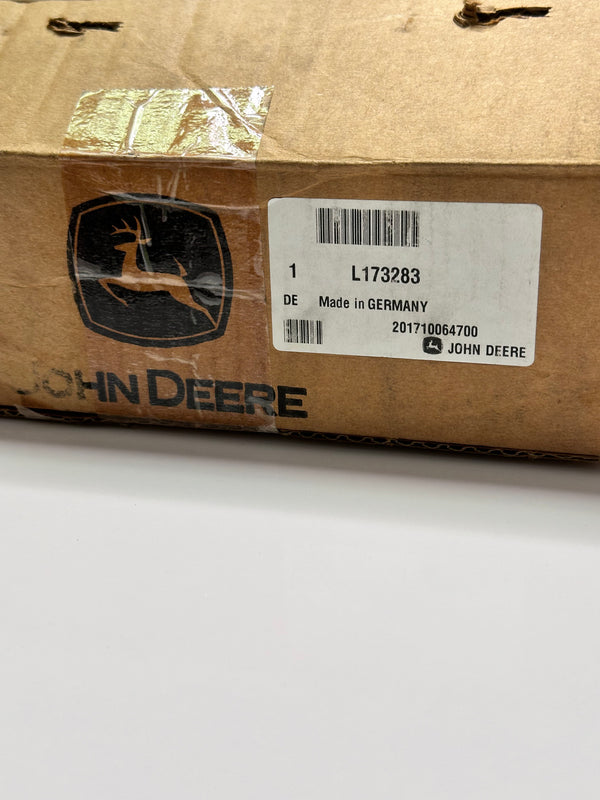 1 L173283
DE Made in GERMANY
201710064700
JOHN DEERE
JOHN DEERE